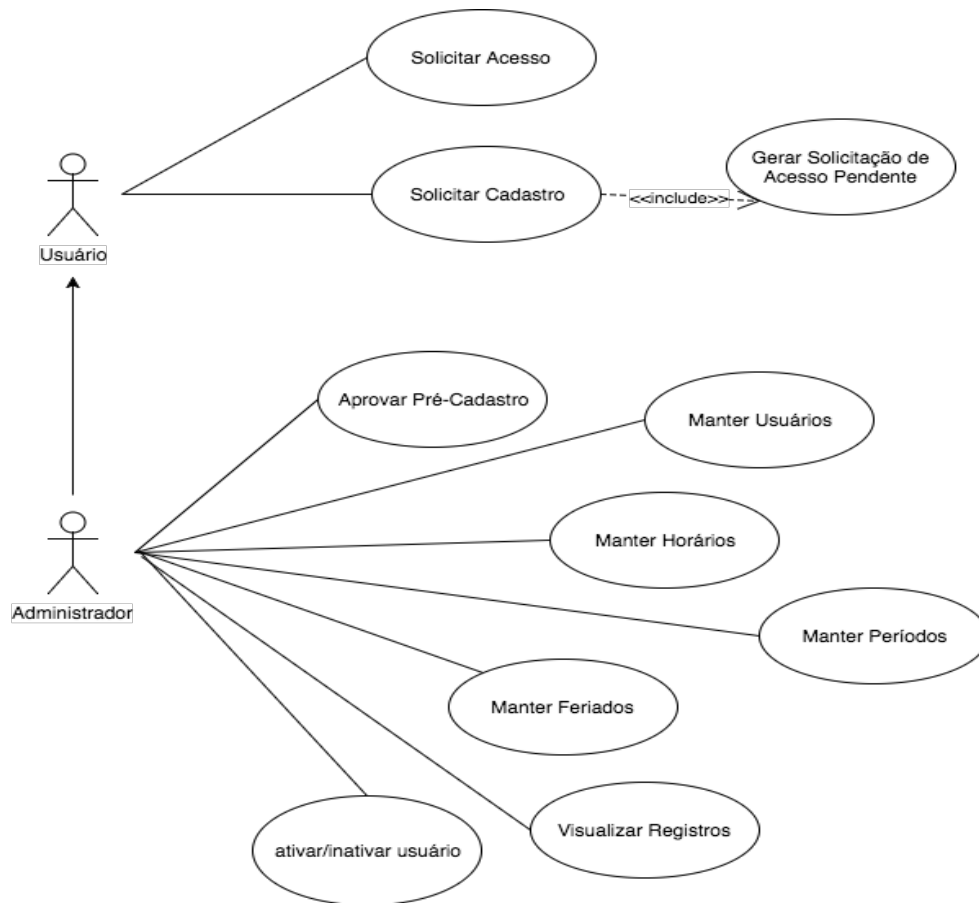 Solicitar Acesso
Gerar Solicitação de
Acesso Pendente
Solicitar Cadastro
<<include>>
Usuário
Aprovar Pré-Cadastro
Manter Usuários
Manter Horários
Administrador
Manter Períodos
Manter Feriados
Visualizar Registros
ativar/inativar usuário